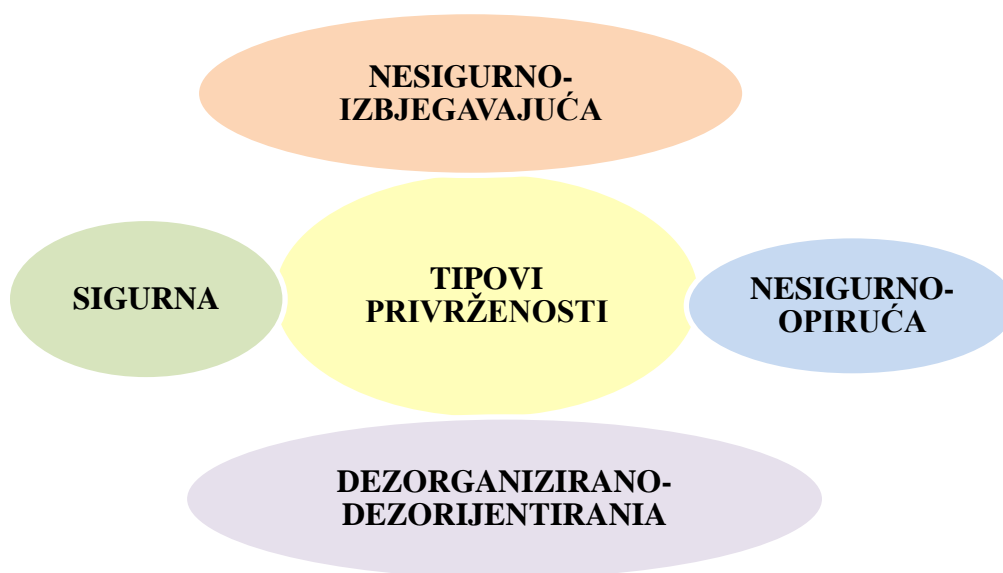 NESIGURNO-
IZBJEGAVAJUĆA
SIGURNA
TIPOVI
PRIVRŽENOSTI
NESIGURNO-
OPIRUĆA
DEZORGANIZIRANO-
DEZORIJENTIRANIA